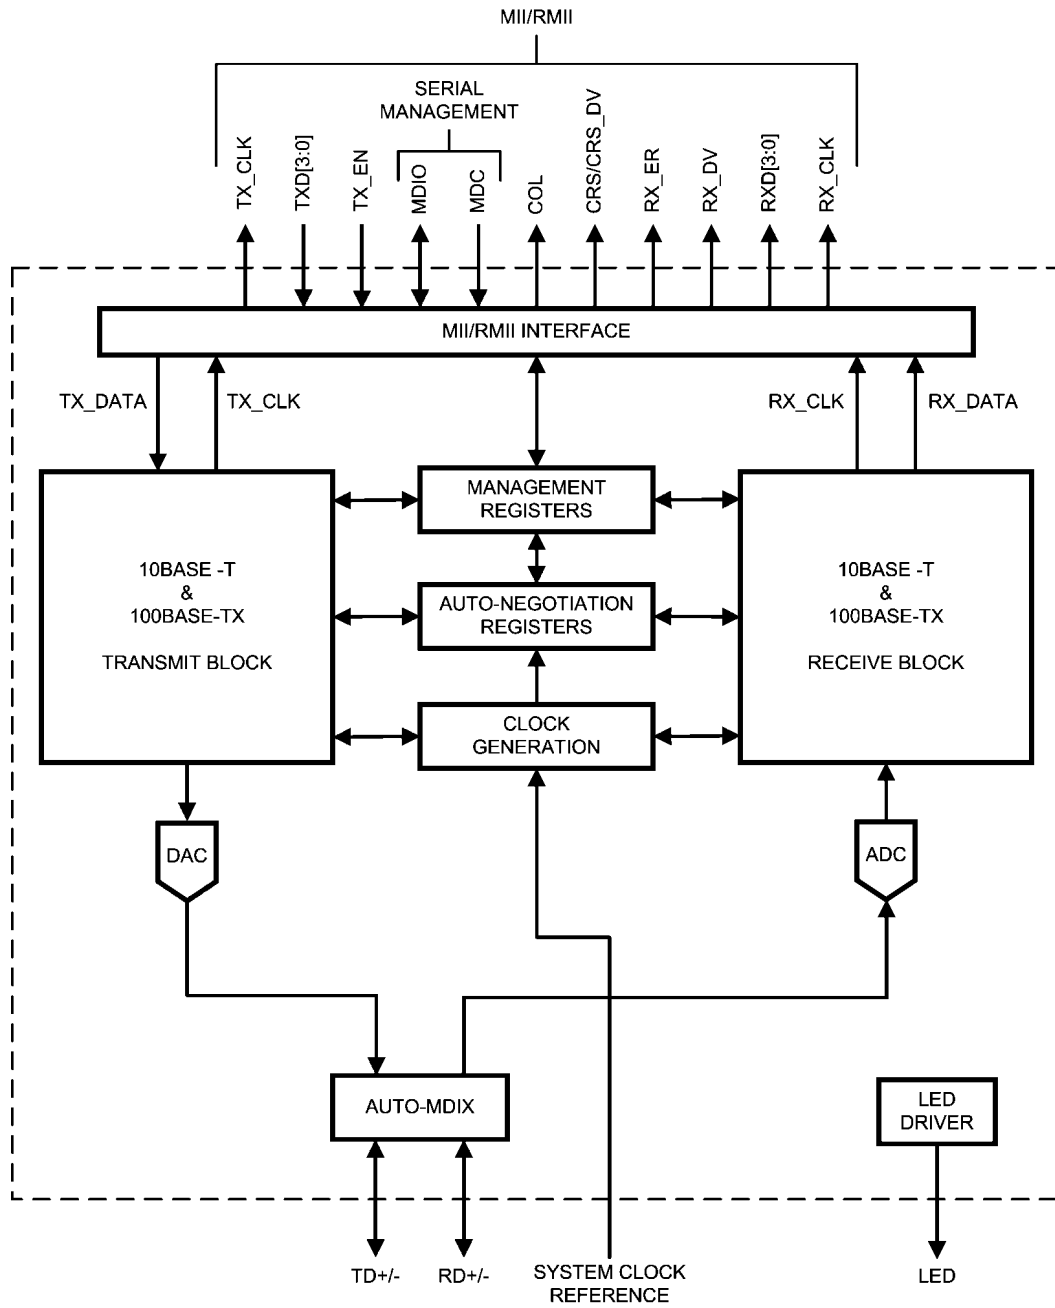 MII/RMII
SERIAL
MANAGEMENT
TX_CLK
TXD[3:0]
TX_EN
MDIO
MDC
COL
CRS/CRS_DV
RX_ER
RX_DV
RXD[3:0]
RX_CLK
MII/RMII INTERFACE
TX_DATA
TX_CLK
RX_CLK
RX_DATA
10BASE -T
&
100BASE-TX
TRANSMIT BLOCK
MANAGEMENT
REGISTERS
AUTO-NEGOTIATION
REGISTERS
CLOCK
GENERATION
10BASE -T
&
100BASE-TX
RECEIVE BLOCK
DAC
ADC
AUTO-MDIX
LED
DRIVER
TD+/-
RD+/-
SYSTEM CLOCK
REFERENCE
LED